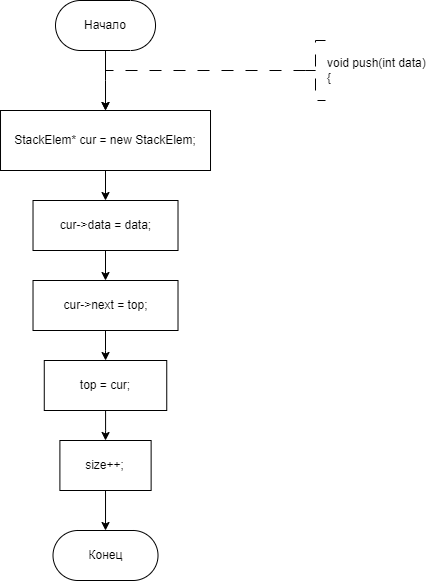 Начало
void push(int data)
{
StackElem* cur = new StackElem;
cur->data = data;
cur->next = top;
top = cur;
size++;
Конец